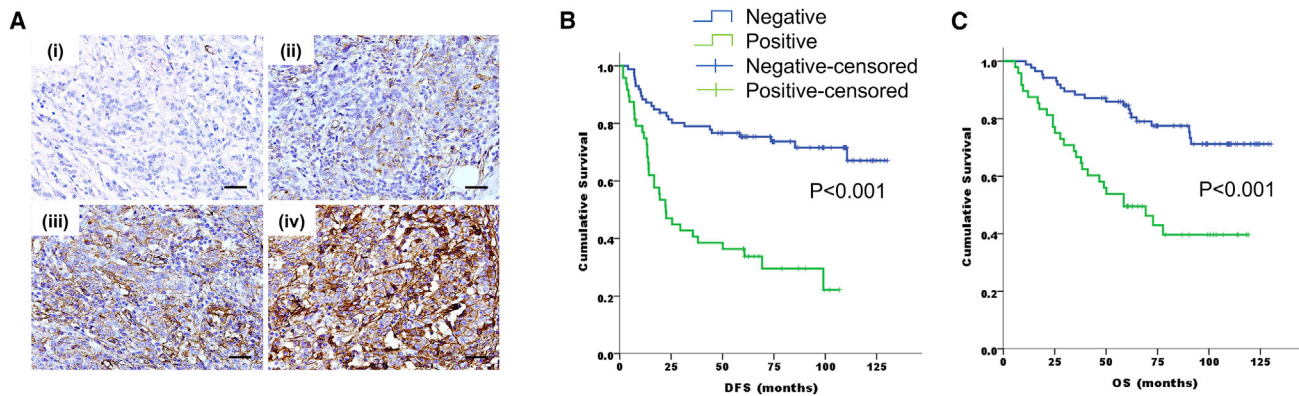 A
(i)
(ii)
(iii)
(iv)
B
Negative
Positive
Negative-censored
Positive-censored
1.0
0.8
0.6
0.4
0.2
0.0
Cumulative Survival
P<0.001
0 25 50 75 100 125
DFS (months)
C
1.0
0.8
0.6
0.4
0.2
0.0
Cumulative Survival
P<0.001
0 25 50 75 100 125
OS (months)